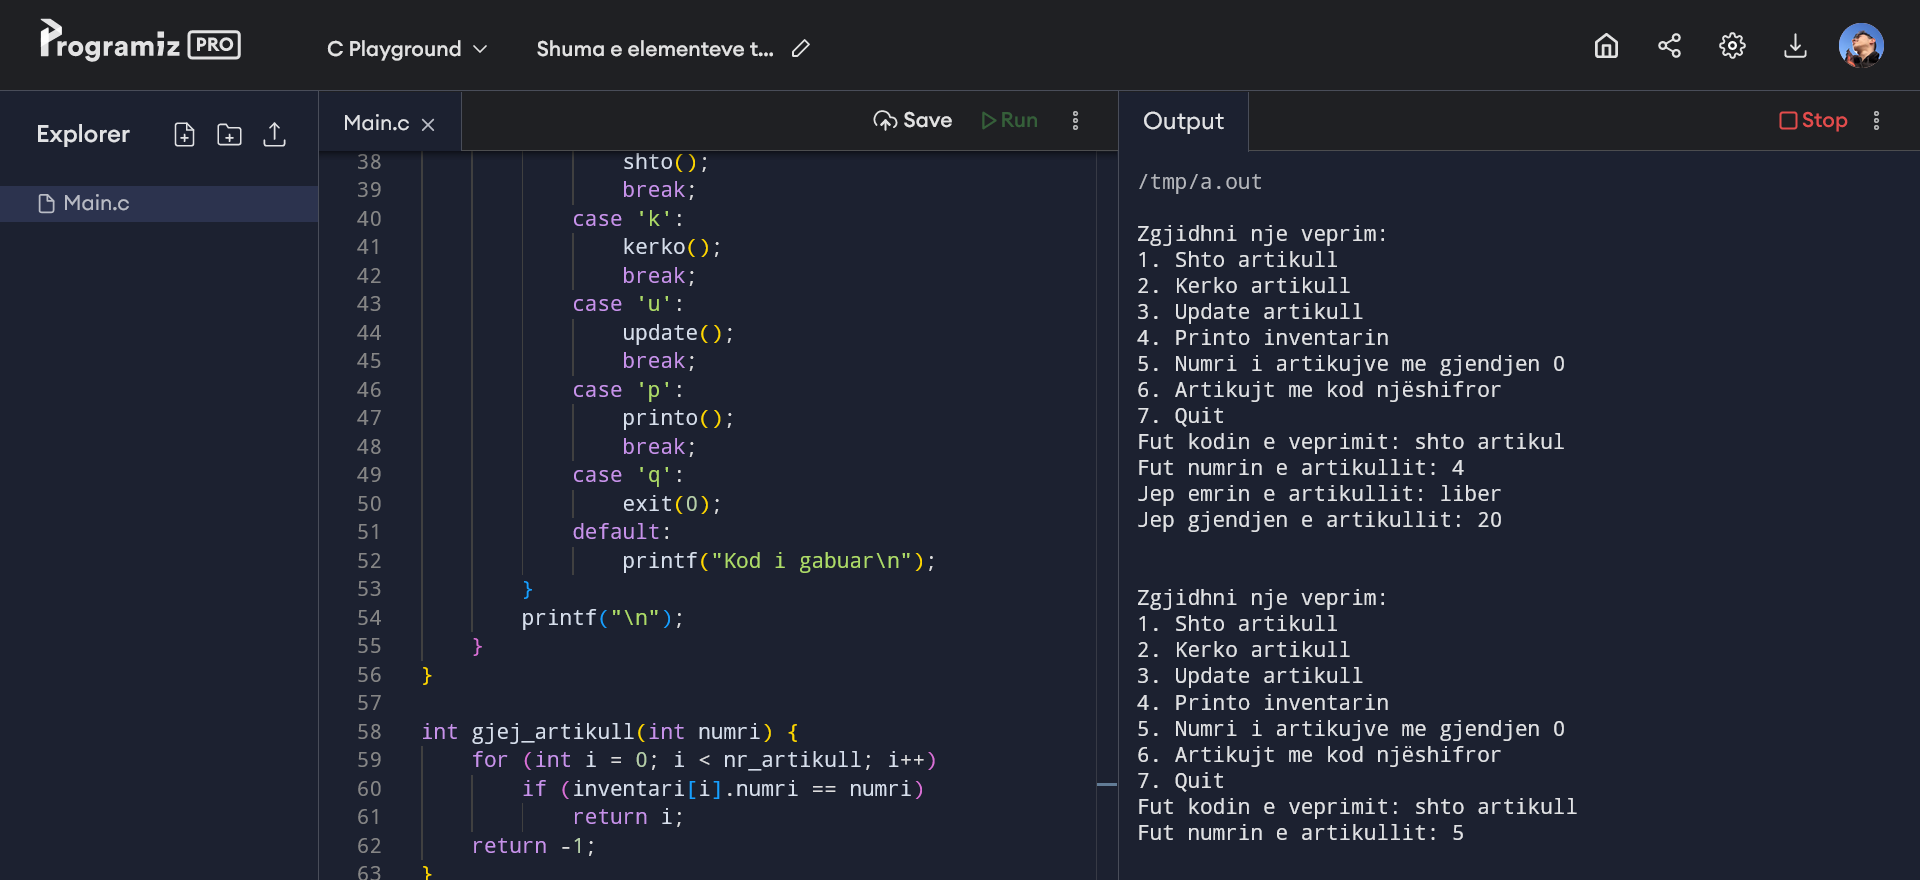 Programiz PRO
C Playground
Shuma e elementeve t...
Explorer
Main.c
Main.c
Save
Run
38 shto();
39 break;
40 case 'k':
41 kerko();
42 break;
43 case 'u':
44 update();
45 break;
46 case 'p':
47 printo();
48 break;
49 case 'q':
50 exit(0);
51 default:
52 printf("Kod i gabuar\n");
53 }
54 printf("\n");
55 }
56 }
57
58 int gjej_artikull(int numri) {
59 for (int i = 0; i < nr_artikull; i++)
60 if (inventari[i].numri == numri)
61 return i;
62 return -1;
63 }
Output
Stop
/tmp/a.out
Zgjidhni nje veprim:
1. Shto artikull
2. Kerko artikull
3. Update artikull
4. Printo inventarin
5. Numri i artikujve me gjendjen 0
6. Artikujt me kod njëshifror
7. Quit
Fut kodin e veprimit: shto artikul
Fut numrin e artikullit: 4
Jep emrin e artikullit: liber
Jep gjendjen e artikullit: 20
Zgjidhni nje veprim:
1. Shto artikull
2. Kerko artikull
3. Update artikull
4. Printo inventarin
5. Numri i artikujve me gjendjen 0
6. Artikujt me kod njëshifror
7. Quit
Fut kodin e veprimit: shto artikull
Fut numrin e artikullit: 5